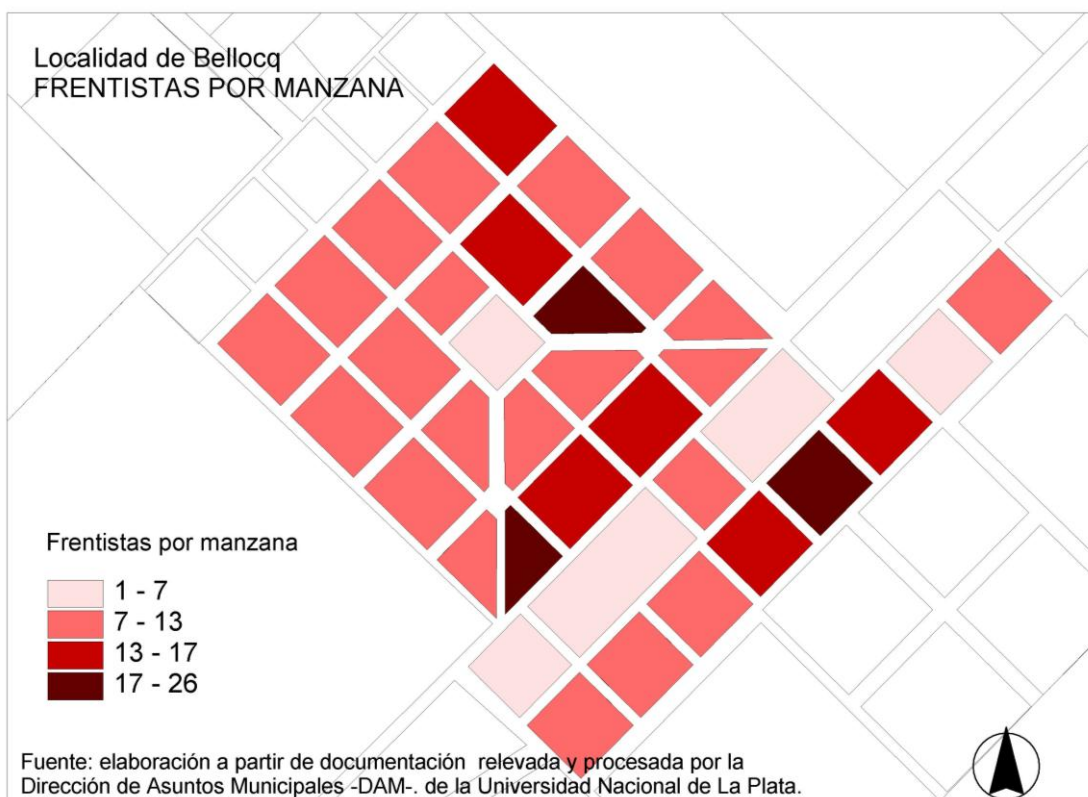 Localidad de Bellocq
FRENTISTAS POR MANZANA
Frentistas por manzana
1 - 7
7 - 13
13 - 17
17 - 26
Fuente: elaboración a partir de documentación relevada y procesada por la
Dirección de Asuntos Municipales -DAM-. de la Universidad Nacional de La Plata.